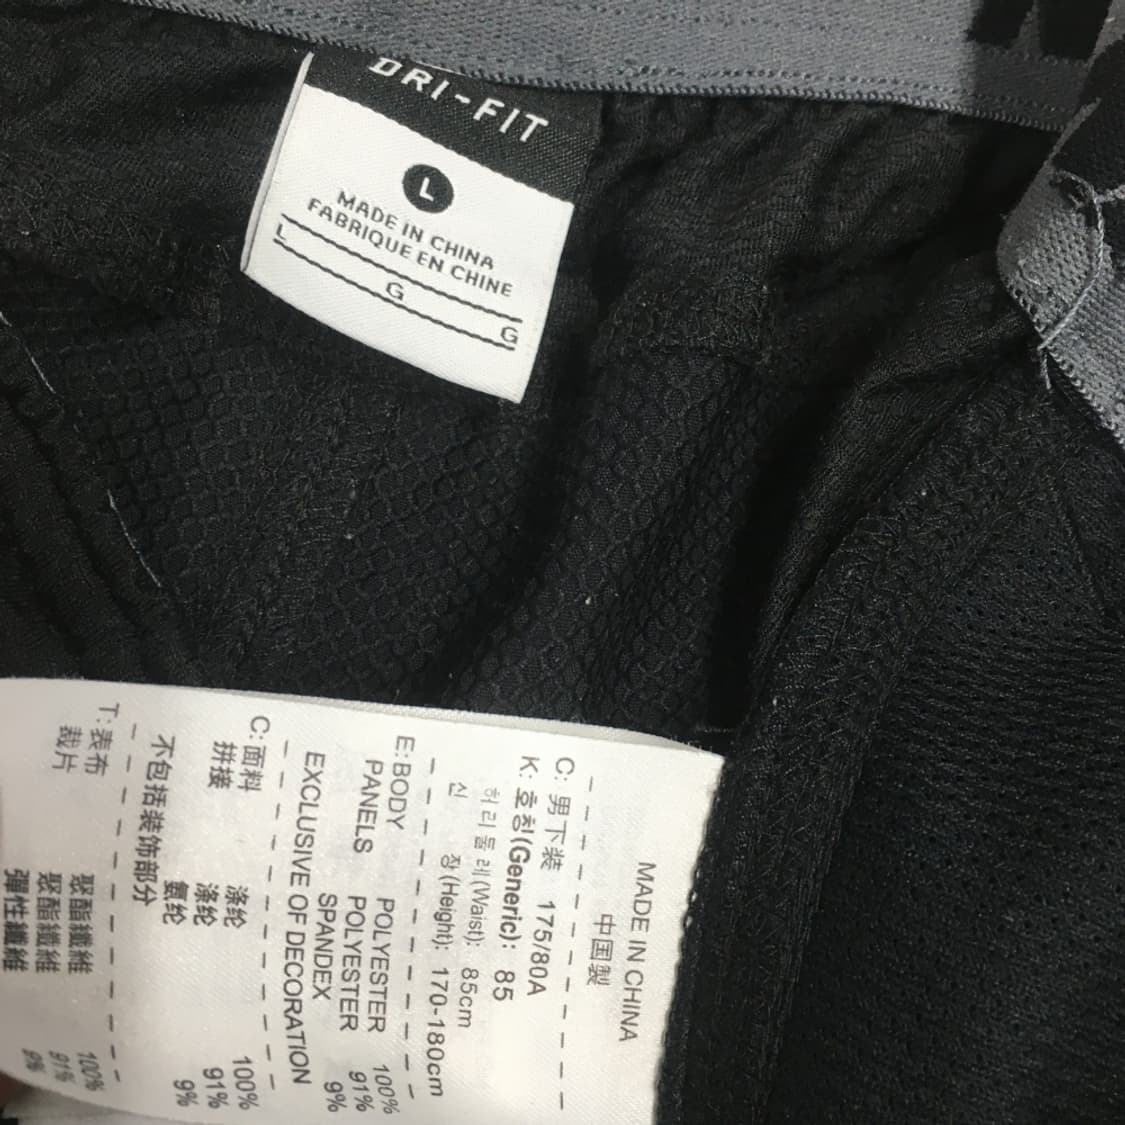 DRI-FIT
L
MADE IN CHINA
FABRIQUE EN CHINE
L G G
MADE IN CHINA
中国製
C: 男下装 175/80A
K: 호칭(Generic): 85
허리둘레(Waist): 85cm
신 장(Height): 170-180cm
E: BODY POLYESTER 100%
PANELS POLYESTER 91%
SPANDEX 9%
EXCLUSIVE OF DECORATION
C: 面料 涤纶 100%
拼接 涤纶 91%
氨纶 9%
不包括装饰部分
T: 表布 聚酯纖維 100%
裁片 聚酯纖維 91%
彈性纖維 9%